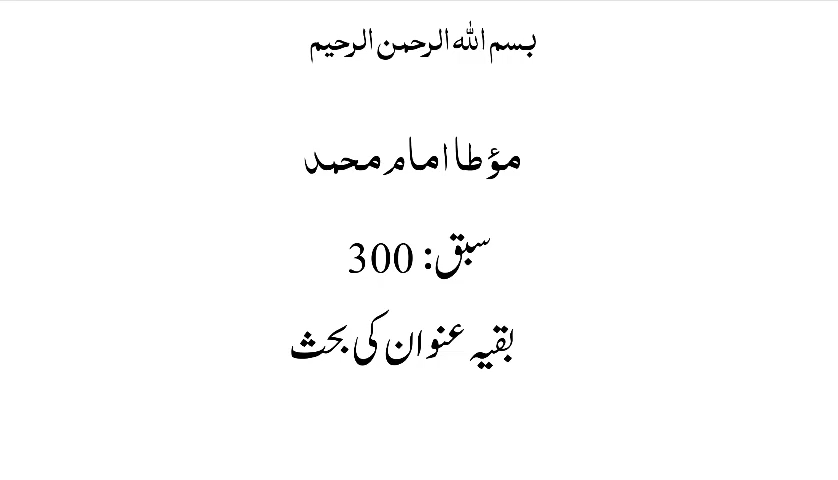 بسم اللہ الرحمن الرحیم
مؤطا امام محمد
سبق: 300
بقیہ عنوان کی بحث